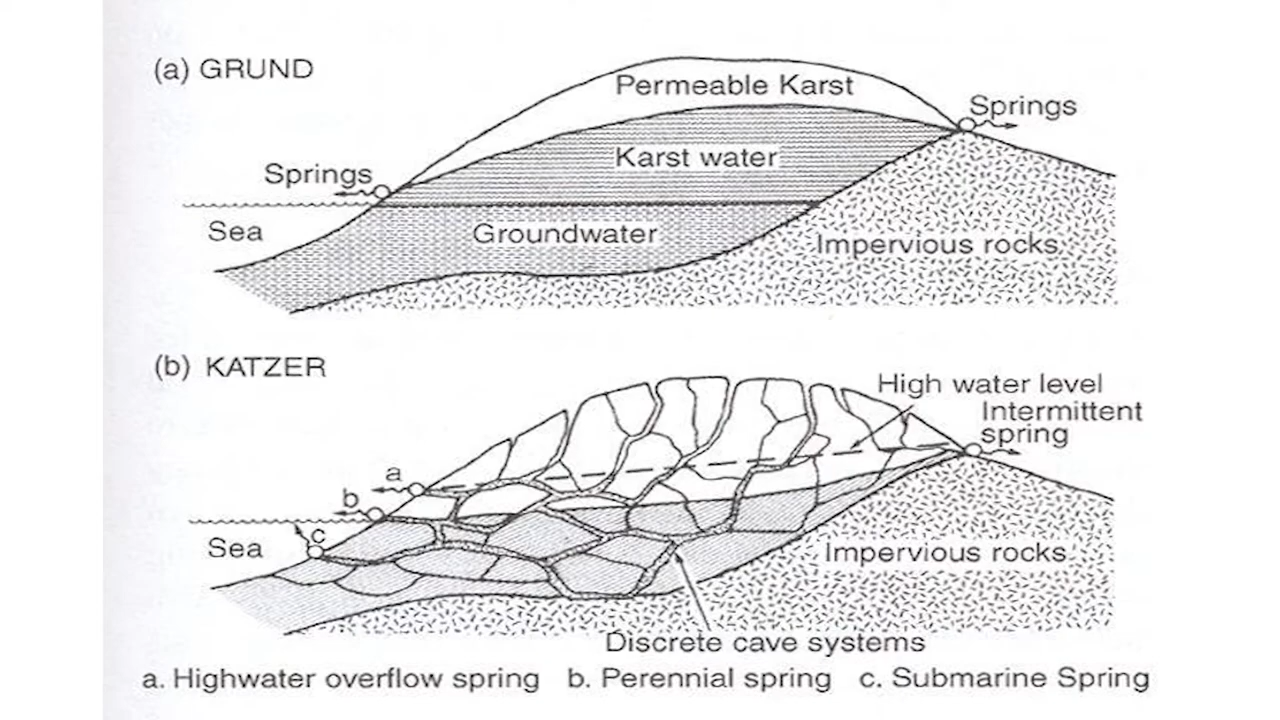 (a) GRUND
Permeable Karst
Springs
Karst water
Springs
Sea
Groundwater
Impervious rocks
(b) KATZER
High water level
Intermittent
spring
a
b
c
Sea
Impervious rocks
Discrete cave systems
a. Highwater overflow spring b. Perennial spring c. Submarine Spring